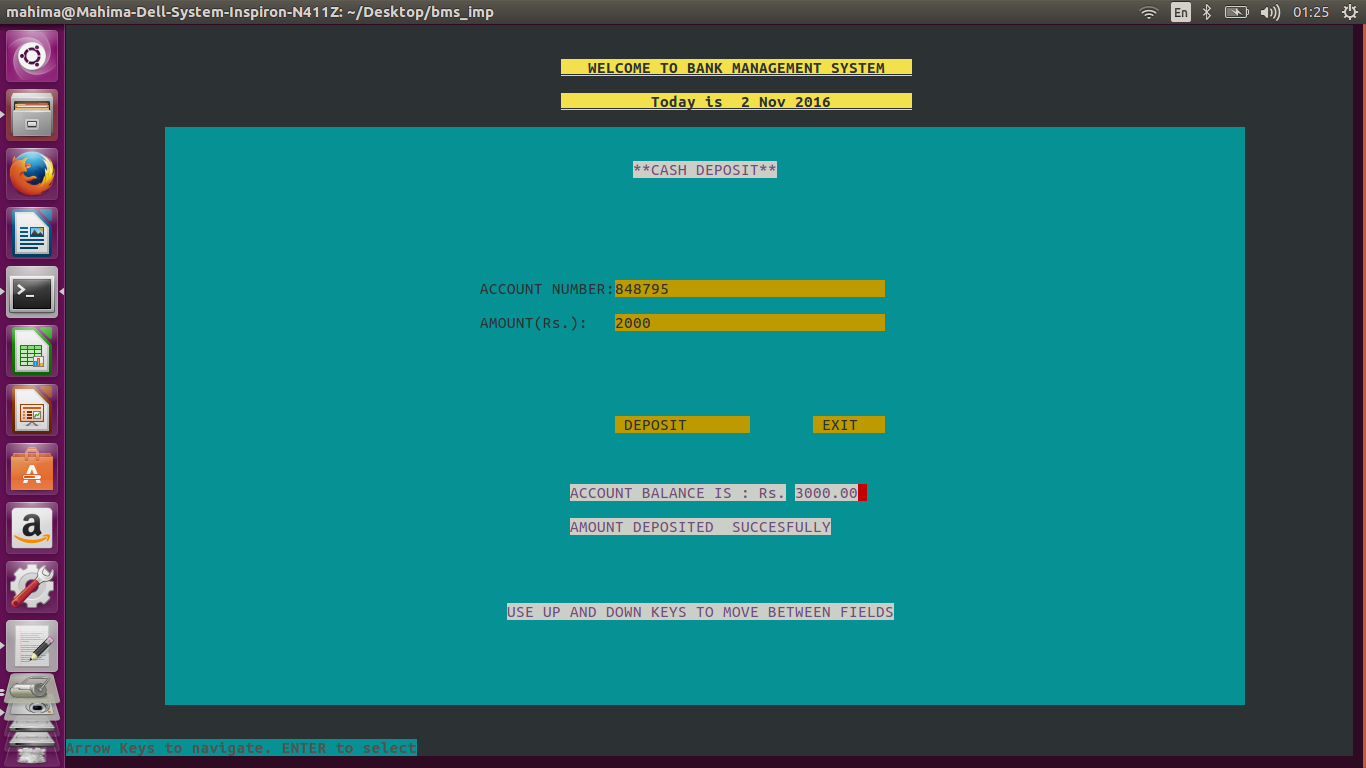 mahima@Mahima-Dell-System-Inspiron-N411Z: ~/Desktop/bms_imp En 01:25
WELCOME TO BANK MANAGEMENT SYSTEM
Today is  2 Nov 2016
**CASH DEPOSIT**
ACCOUNT NUMBER:848795
AMOUNT(Rs.): 2000
DEPOSIT EXIT
ACCOUNT BALANCE IS : Rs. 3000.00
AMOUNT DEPOSITED  SUCCESFULLY
USE UP AND DOWN KEYS TO MOVE BETWEEN FIELDS
Arrow Keys to navigate. ENTER to select